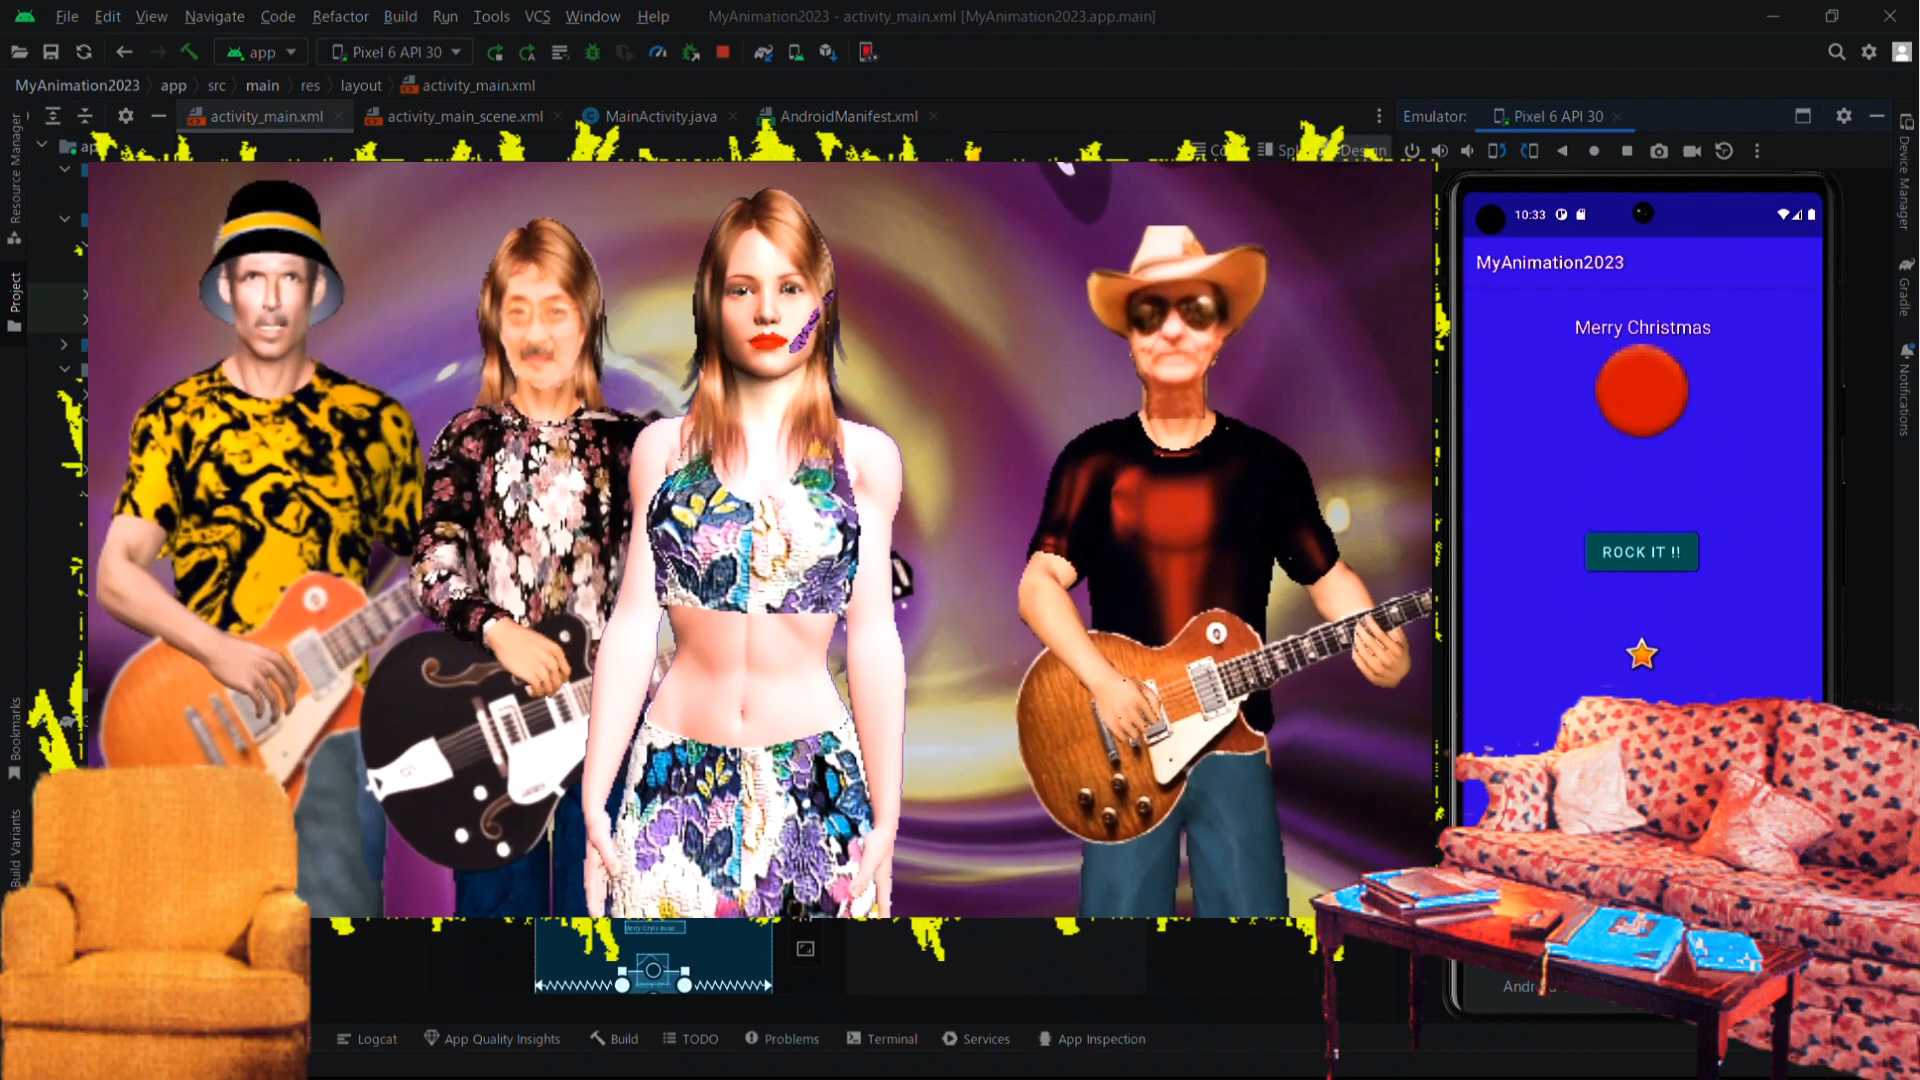 File Edit View Navigate Code Refactor Build Run Tools VCS Window Help MyAnimation2023 - activity_main.xml [MyAnimation2023.app.main]
app Pixel 6 API 30
MyAnimation2023 app src main res layout activity_main.xml
activity_main.xml activity_main_scene.xml MainActivity.java AndroidManifest.xml Emulator: Pixel 6 API 30
Design
Resource Manager
Project
Bookmarks
Build Variants
Device Manager
Gradle
Notifications
10:33
MyAnimation2023
Merry Christmas
ROCK IT !!
Merry Christmas
Logcat App Quality Insights Build TODO Problems Terminal Services App Inspection